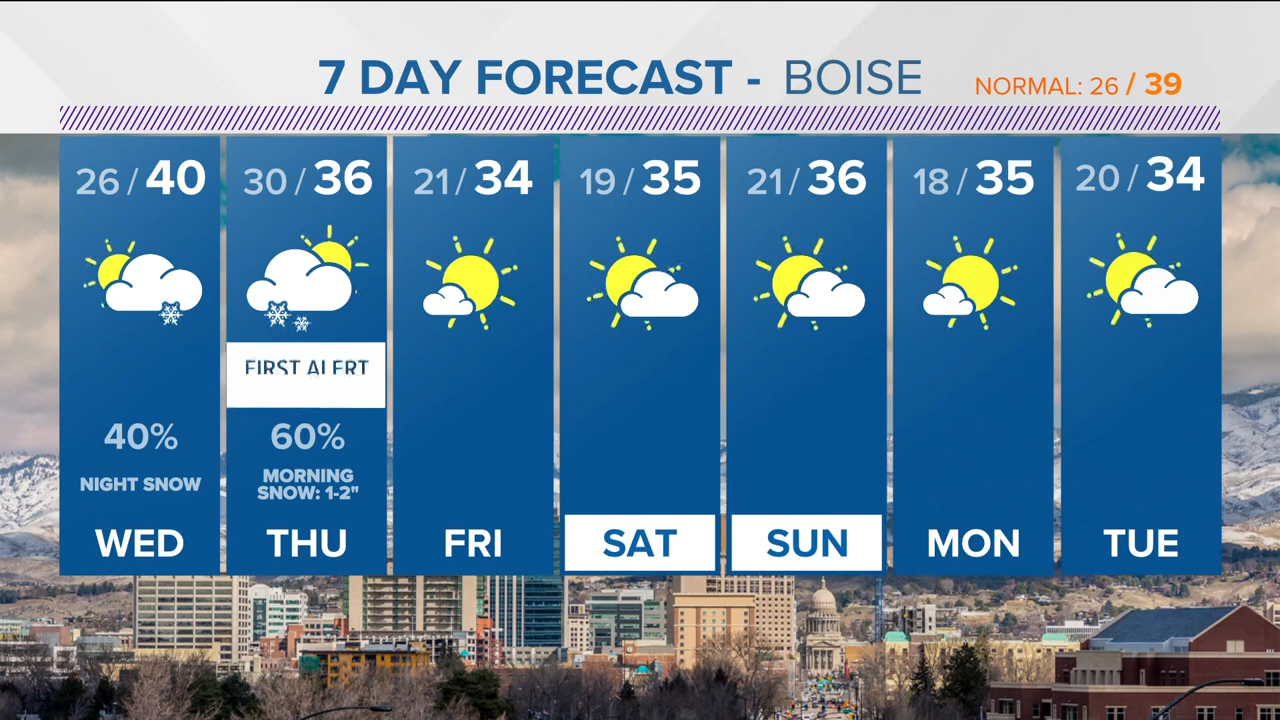 7 DAY FORECAST - BOISE
NORMAL: 26 / 39
26 / 40
30 / 36
21 / 34
19 / 35
21 / 36
18 / 35
20 / 34
FIRST ALERT
40%
60%
NIGHT SNOW
MORNING
SNOW: 1-2"
WED
THU
FRI
SAT
SUN
MON
TUE